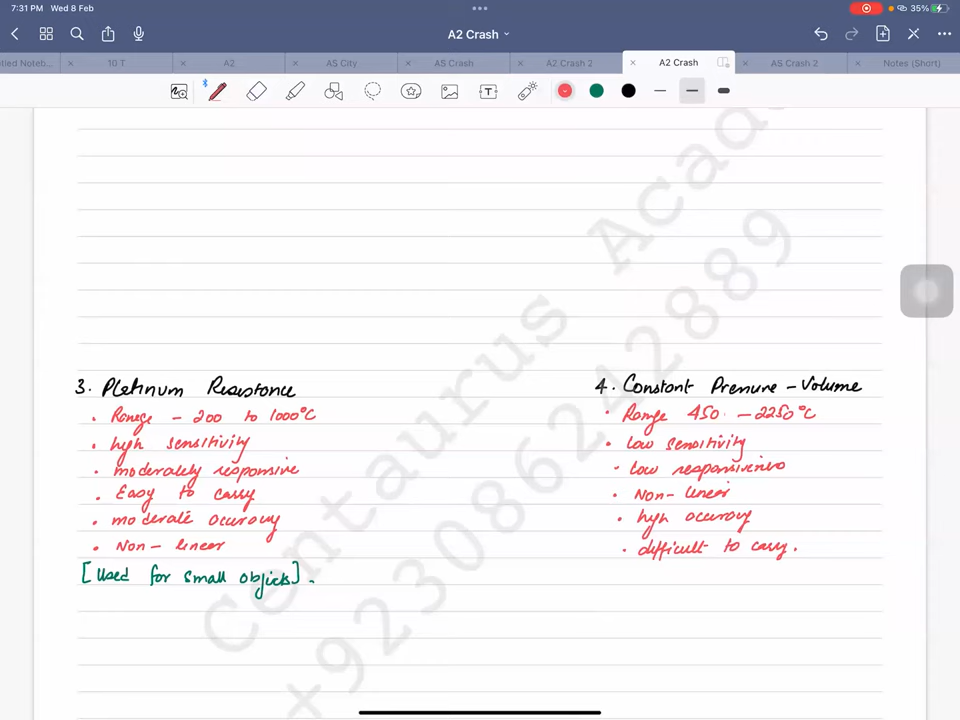 7:31 PM Wed 8 Feb
35%
A2 Crash
10 T
A2
AS City
AS Crash
A2 Crash 2
A2 Crash
AS Crash 2
Notes (Short)
Centaurus Acad
+923086242889
3. Platinum Resistance
• Range - 200 to 1000°C
• high sensitivity
• moderately responsive
• Easy to carry
• moderate accuracy
• Non - linear
[Used for small objects].
4. Constant Pressure - Volume
• Range 450 - 2250°C
• low sensitivity
• low responsiveness
• Non - linear
• high accuracy
• difficult to carry.